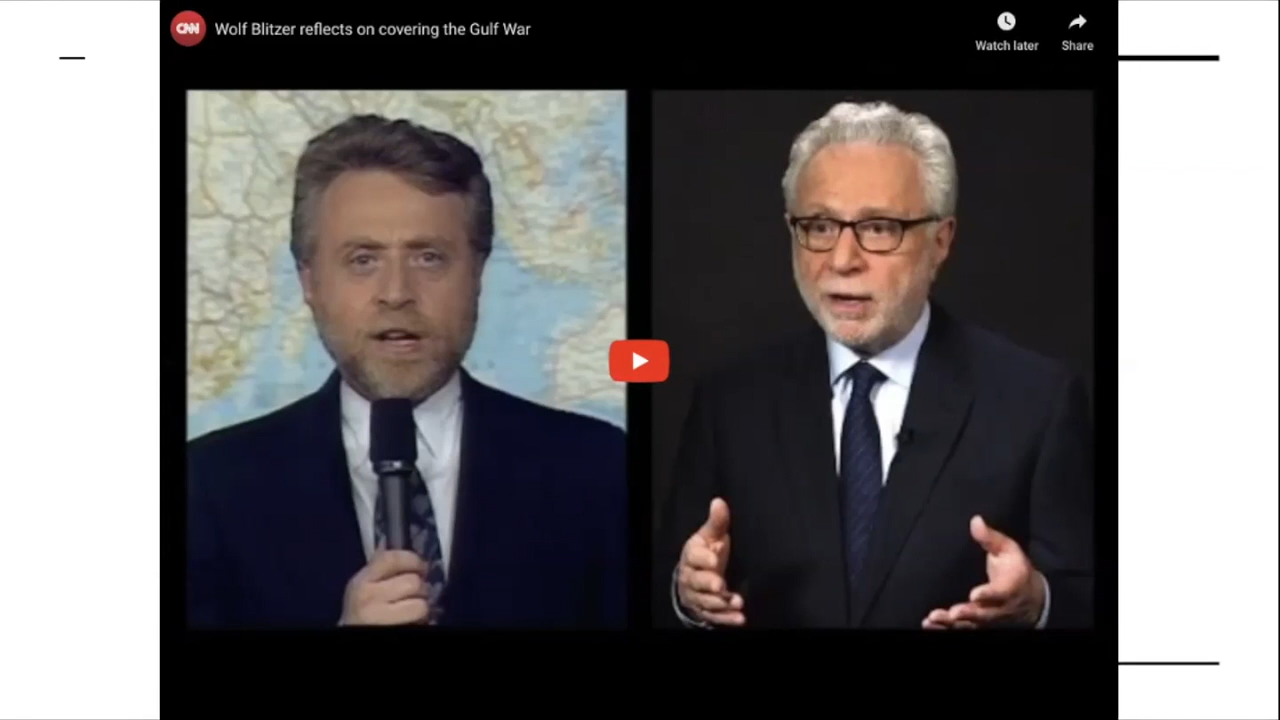 CNN
Wolf Blitzer reflects on covering the Gulf War
Watch later
Share